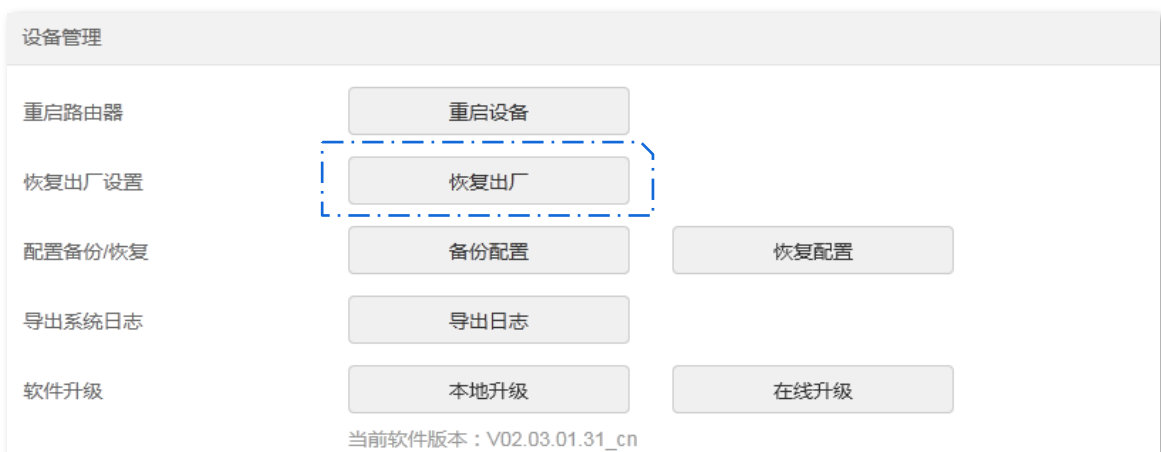 设备管理
重启路由器 重启设备
恢复出厂设置 恢复出厂
配置备份/恢复 备份配置 恢复配置
导出系统日志 导出日志
软件升级 本地升级 在线升级
当前软件版本：V02.03.01.31_cn